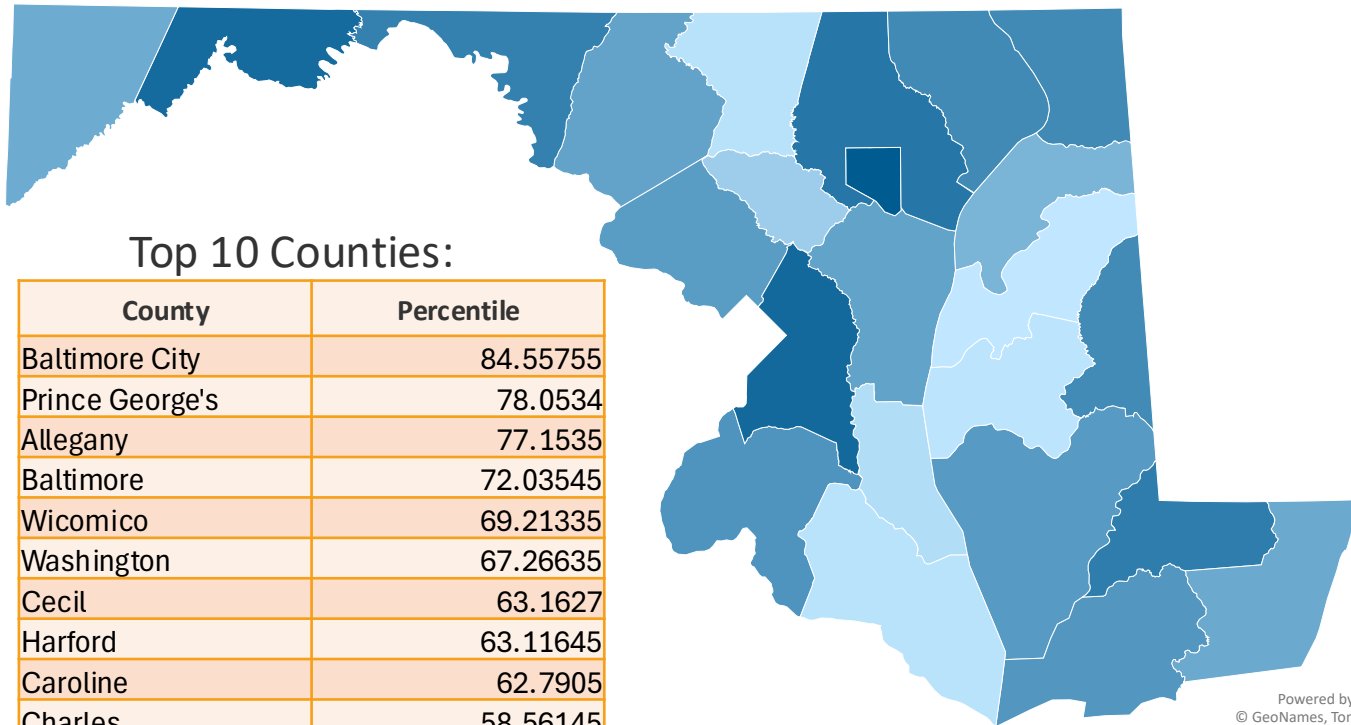 Top 10 Counties:
County Percentile
Baltimore City 84.55755
Prince George's 78.0534
Allegany 77.1535
Baltimore 72.03545
Wicomico 69.21335
Washington 67.26635
Cecil 63.1627
Harford 63.11645
Caroline 62.7905
Charles 58.56145
Powered by
© GeoNames, Tom